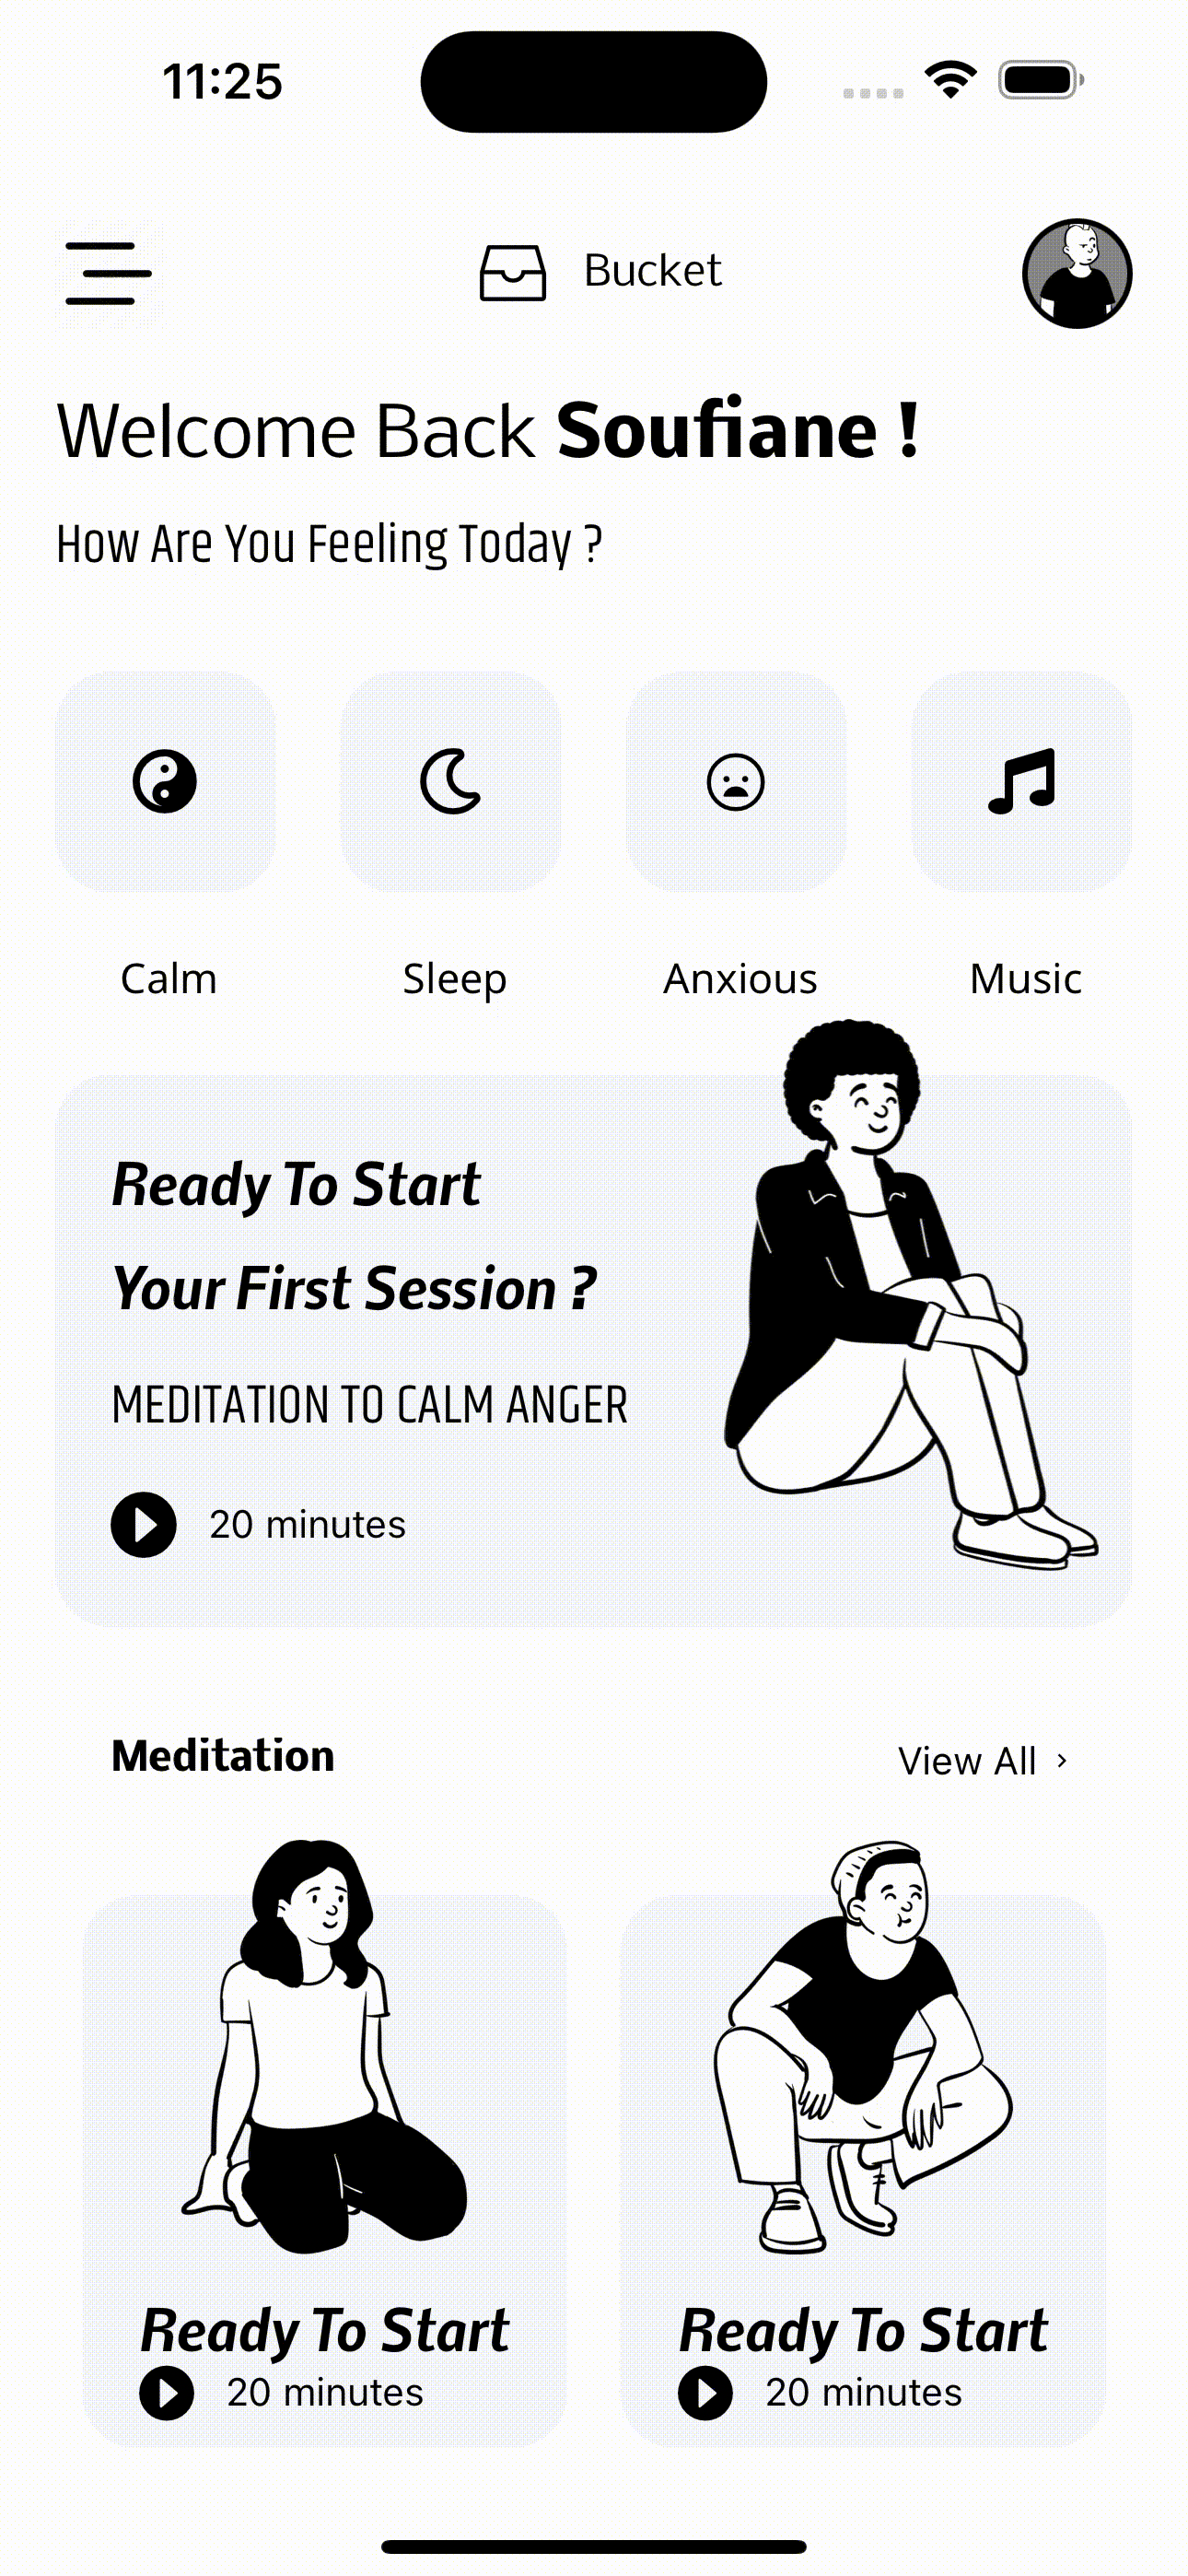 11:25
Bucket
Welcome Back Soufiane !
How Are You Feeling Today ?
Calm Sleep Anxious Music
Ready To Start
Your First Session ?
MEDITATION TO CALM ANGER
20 minutes
Meditation View All >
Ready To Start
20 minutes
Ready To Start
20 minutes